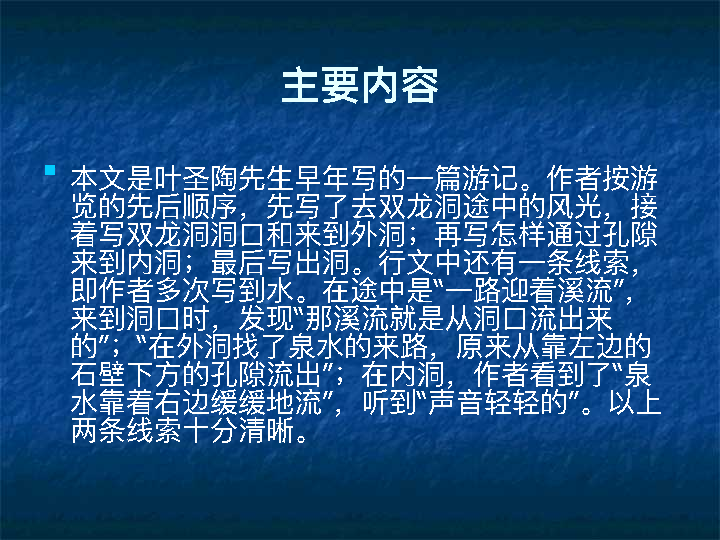 主要内容
本文是叶圣陶先生早年写的一篇游记。作者按游
览的先后顺序，先写了去双龙洞途中的风光，接
着写双龙洞洞口和来到外洞；再写怎样通过孔隙
来到内洞；最后写出洞。行文中还有一条线索，
即作者多次写到水。在途中是“一路迎着溪流”，
来到洞口时，发现“那溪流就是从洞口流出来
的”；“在外洞找了泉水的来路，原来从靠左边的
石壁下方的孔隙流出”；在内洞，作者看到了“泉
水靠着右边缓缓地流”，听到“声音轻轻的”。以上
两条线索十分清晰。